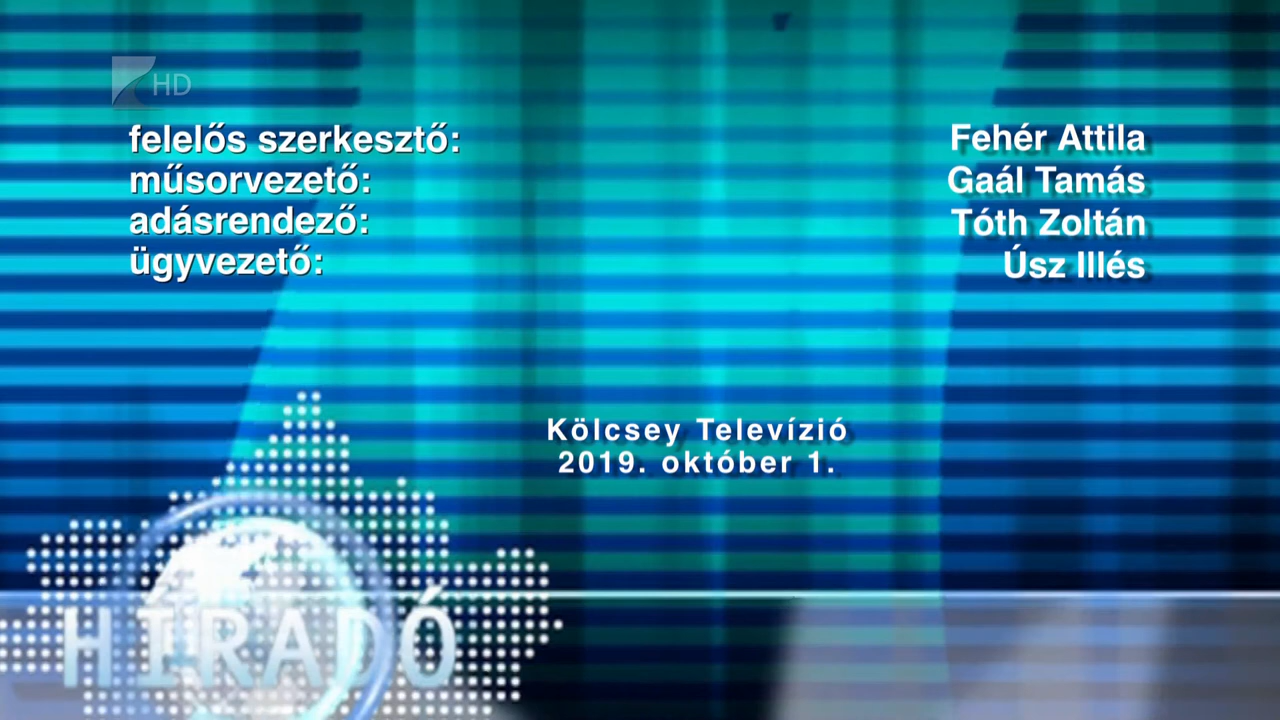 HD
felelős szerkesztő: Fehér Attila
műsorvezető: Gaál Tamás
adásrendező: Tóth Zoltán
ügyvezető: Úsz Illés
Kölcsey Televízió
2019. október 1.
HÍRADÓ